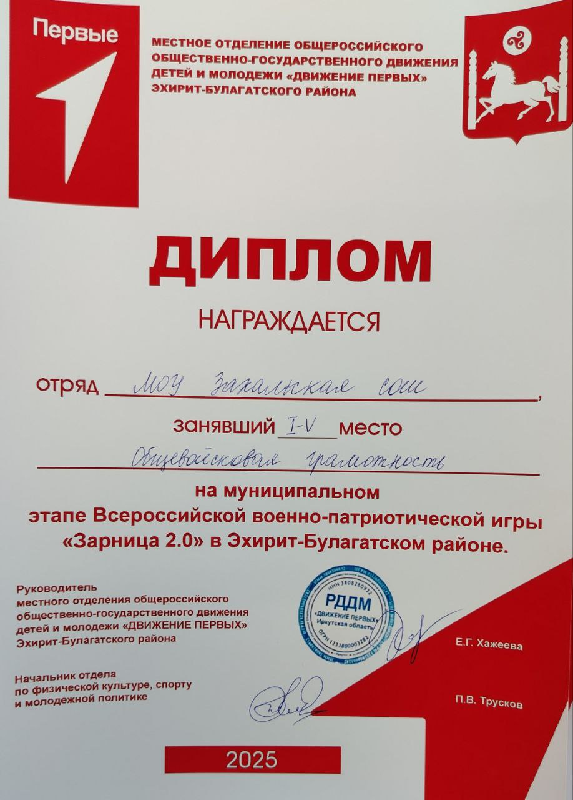 Первые
МЕСТНОЕ ОТДЕЛЕНИЕ ОБЩЕРОССИЙСКОГО
ОБЩЕСТВЕННО-ГОСУДАРСТВЕННОГО ДВИЖЕНИЯ
ДЕТЕЙ И МОЛОДЕЖИ «ДВИЖЕНИЕ ПЕРВЫХ»
ЭХИРИТ-БУЛАГАТСКОГО РАЙОНА
ДИПЛОМ
НАГРАЖДАЕТСЯ
отряд МОУ Захальская сош,
занявший I-V место
Общевойсковая грамотность
на муниципальном
этапе Всероссийской военно-патриотической игры
«Зарница 2.0» в Эхирит-Булагатском районе.
Руководитель
местного отделения общероссийского
общественно-государственного движения
детей и молодежи «ДВИЖЕНИЕ ПЕРВЫХ»
Эхирит-Булагатского района
РДДМ
«ДВИЖЕНИЕ ПЕРВЫХ»
Иркутская область
Е.Г. Хажеева
Начальник отдела
по физической культуре, спорту
и молодежной политике
П.В. Трусков
2025